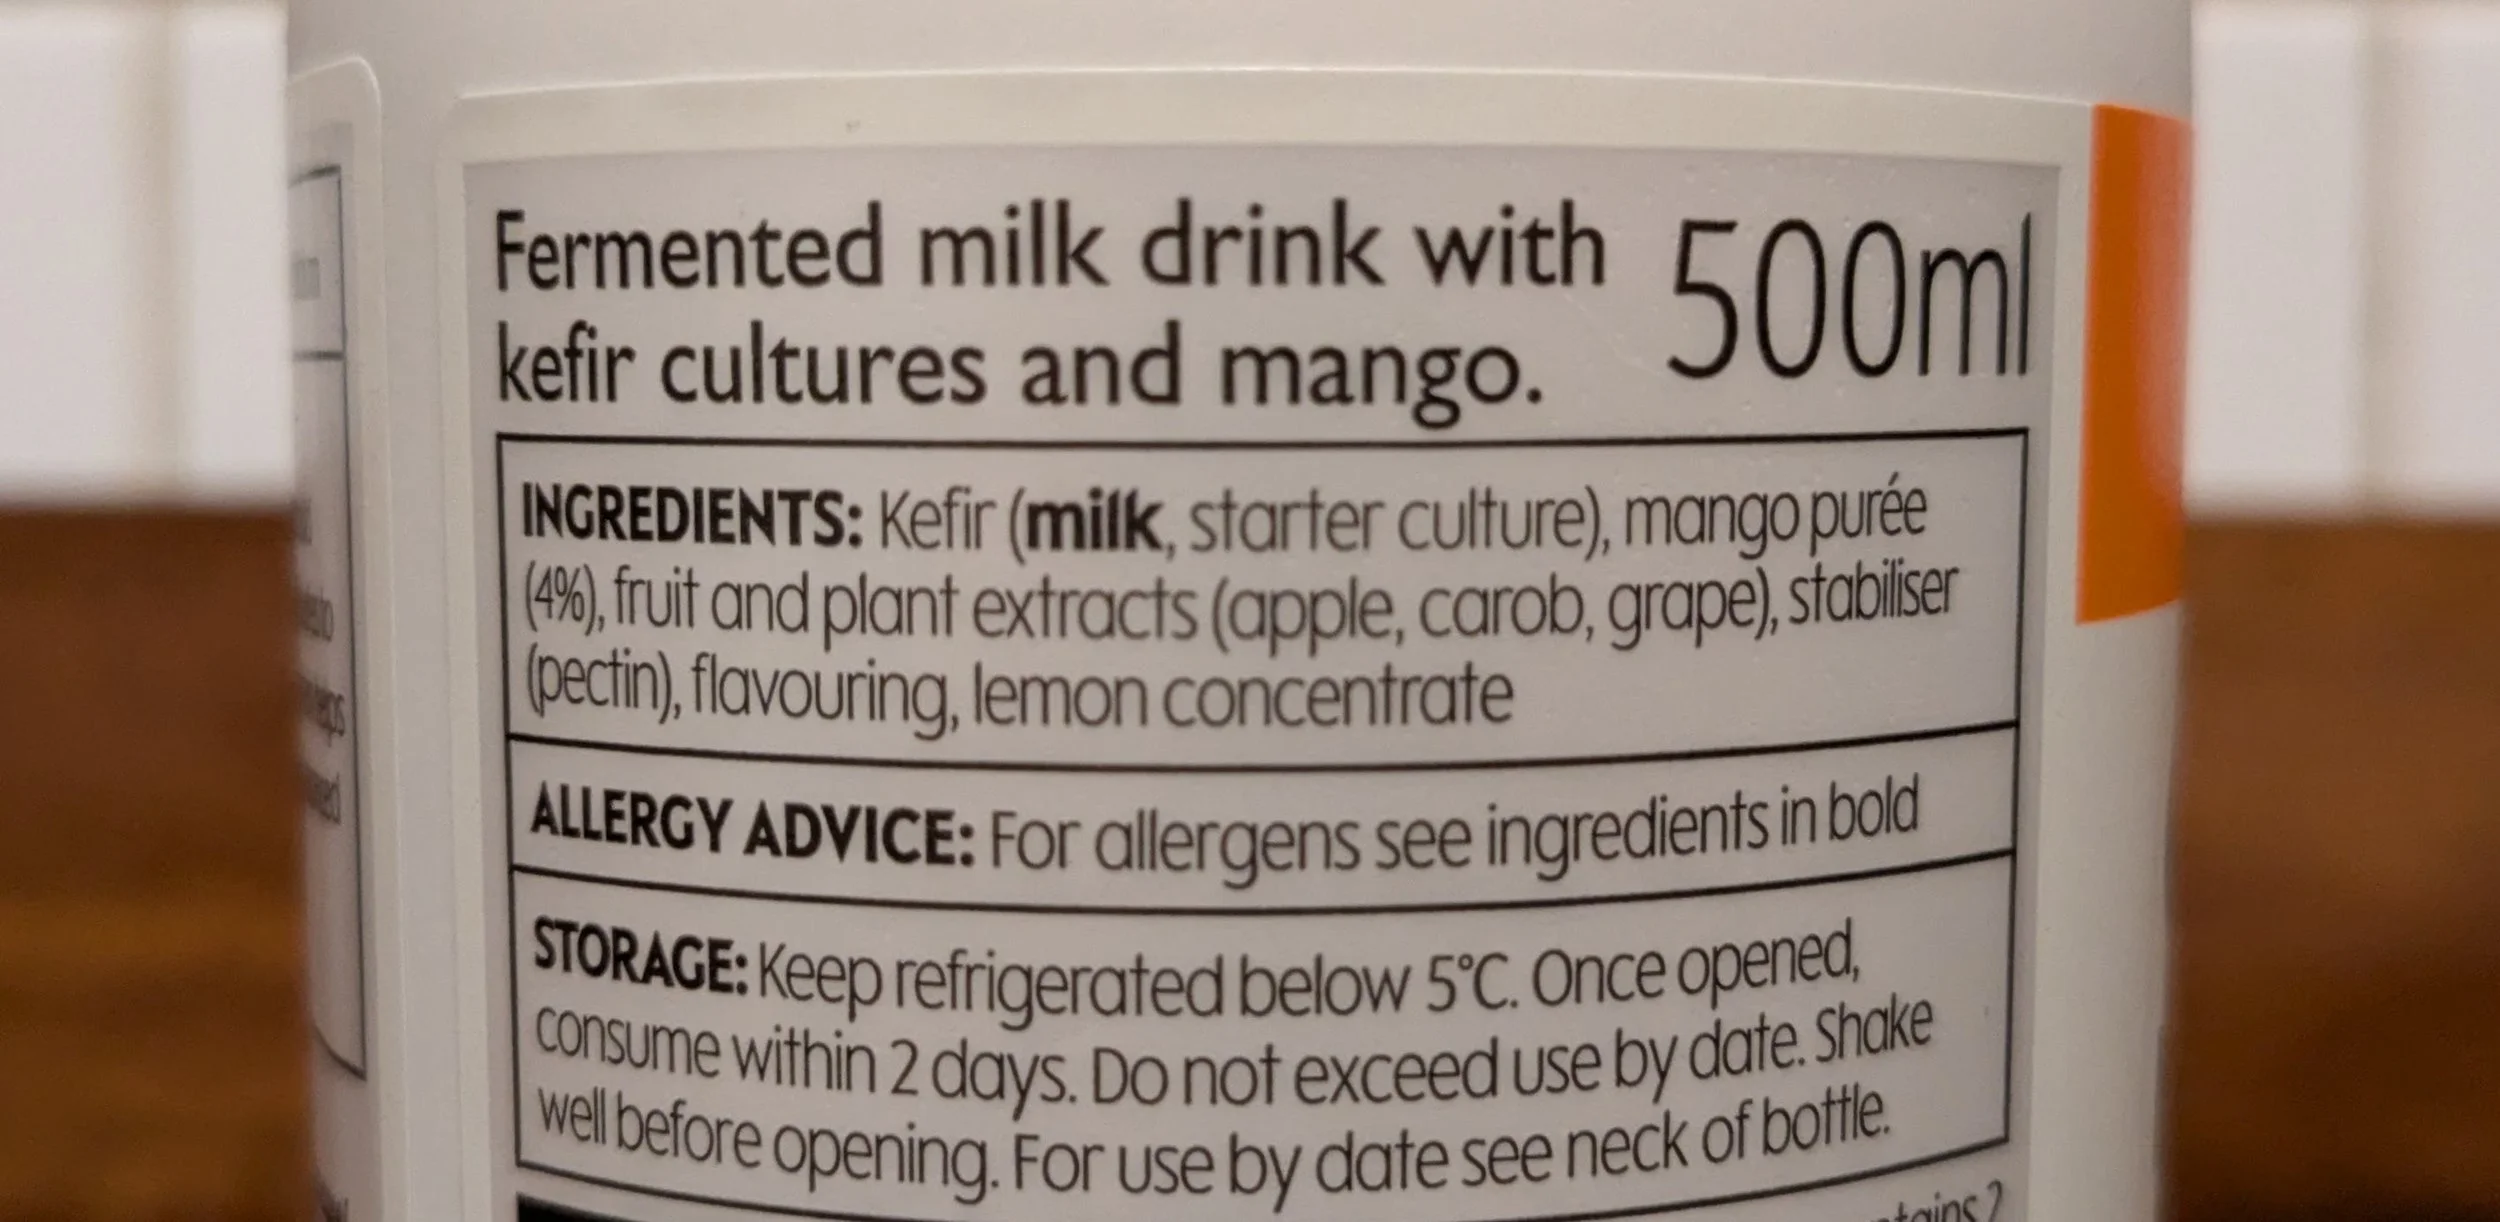 Fermented milk drink with
kefir cultures and mango.
500ml
INGREDIENTS: Kefir (milk, starter culture), mango purée
(4%), fruit and plant extracts (apple, carob, grape), stabiliser
(pectin), flavouring, lemon concentrate
ALLERGY ADVICE: For allergens see ingredients in bold
STORAGE: Keep refrigerated below 5°C. Once opened,
consume within 2 days. Do not exceed use by date. Shake
well before opening. For use by date see neck of bottle.